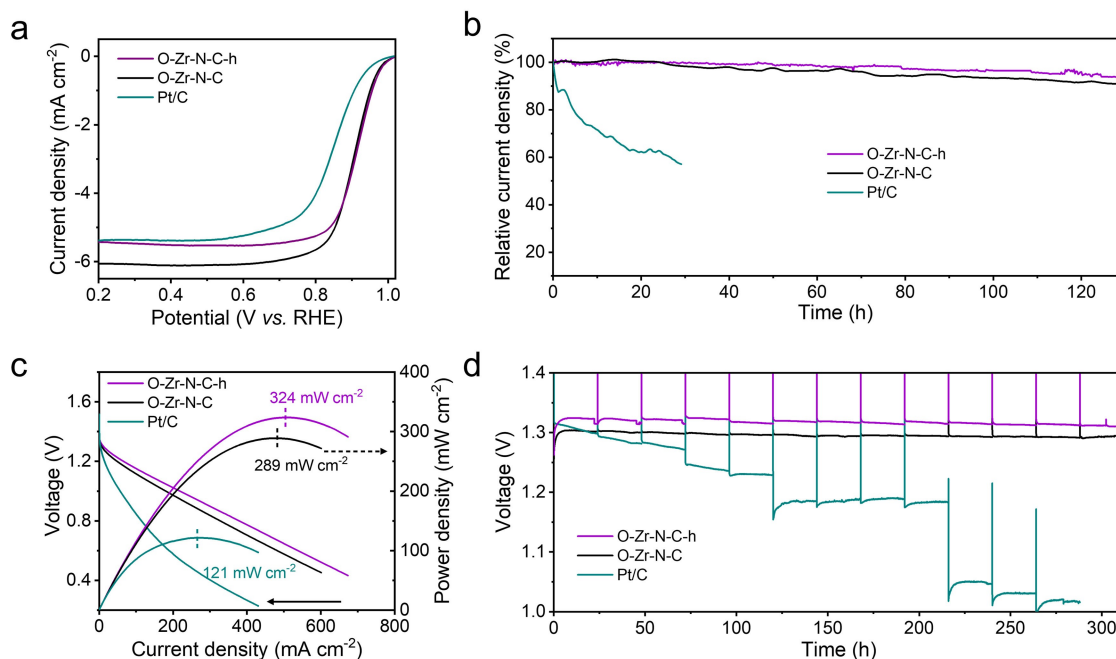 a
O-Zr-N-C-h
O-Zr-N-C
Pt/C
0
-2
-4
-6
Current density (mA cm⁻²)
0.2 0.4 0.6 0.8 1.0
Potential (V vs. RHE)
b
O-Zr-N-C-h
O-Zr-N-C
Pt/C
100
80
60
40
20
Relative current density (%)
0 20 40 60 80 100 120
Time (h)
c
O-Zr-N-C-h
O-Zr-N-C
Pt/C
324 mW cm⁻²
289 mW cm⁻²
121 mW cm⁻²
1.6
1.2
0.8
0.4
Voltage (V)
400
300
200
100
0
Power density (mW cm⁻²)
0 200 400 600 800
Current density (mA cm⁻²)
d
O-Zr-N-C-h
O-Zr-N-C
Pt/C
1.4
1.3
1.2
1.1
1.0
Voltage (V)
0 50 100 150 200 250 300
Time (h)